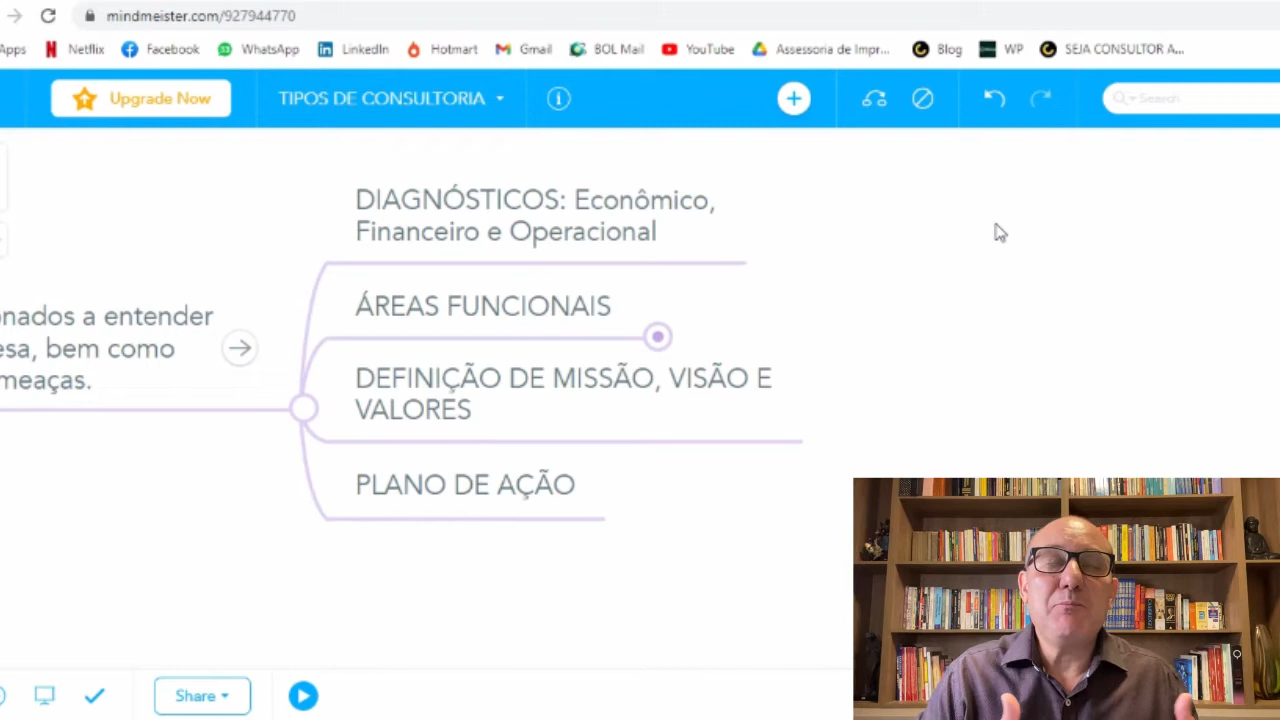 mindmeister.com/927944770
Apps Netflix Facebook WhatsApp LinkedIn Hotmart Gmail BOL Mail YouTube Assessoria de Impr... Blog WP SEJA CONSULTOR A...
Upgrade Now TIPOS DE CONSULTORIA Search
DIAGNÓSTICOS: Econômico,
Financeiro e Operacional
ÁREAS FUNCIONAIS
onados a entender
esa, bem como
meaças.
DEFINIÇÃO DE MISSÃO, VISÃO E
VALORES
PLANO DE AÇÃO
Share